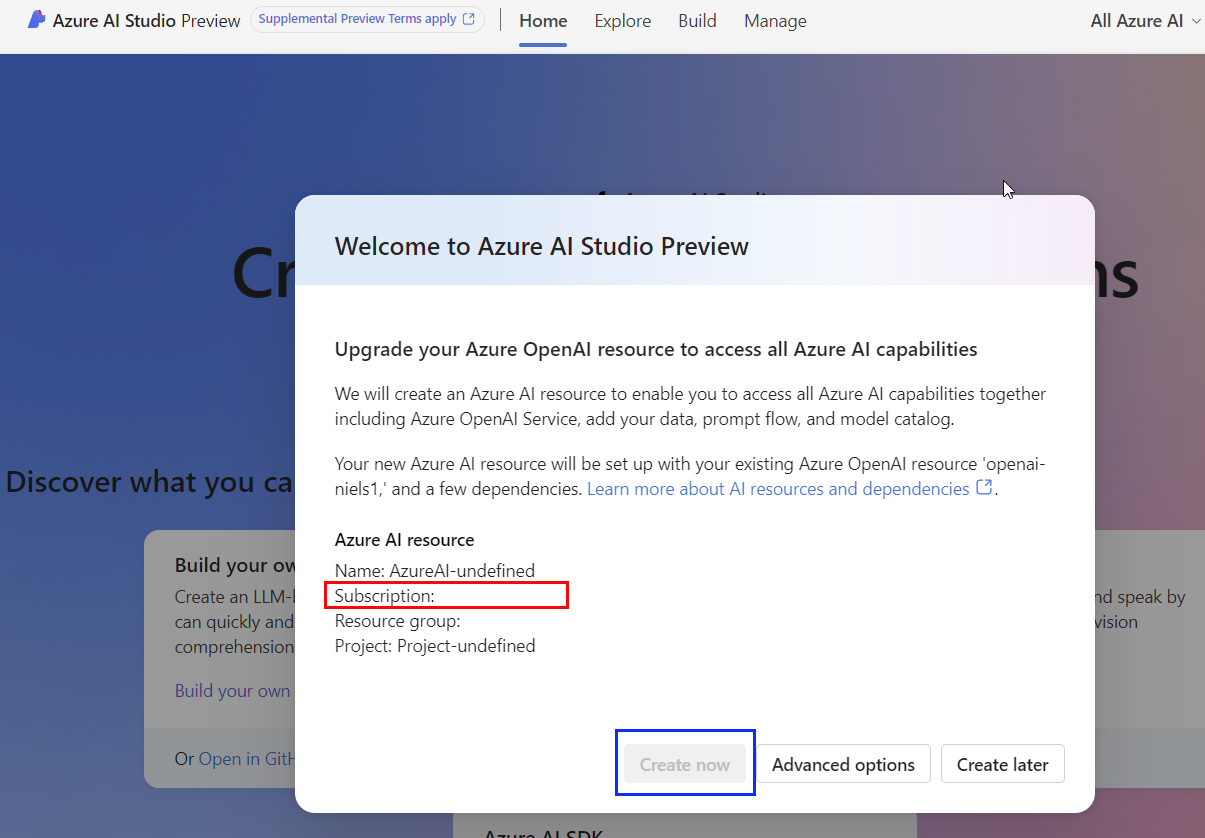 Azure AI Studio Preview
Supplemental Preview Terms apply
Home
Explore
Build
Manage
All Azure AI
Welcome to Azure AI Studio Preview
Upgrade your Azure OpenAI resource to access all Azure AI capabilities
We will create an Azure AI resource to enable you to access all Azure AI capabilities together
including Azure OpenAI Service, add your data, prompt flow, and model catalog.
Your new Azure AI resource will be set up with your existing Azure OpenAI resource 'openai-
niels1,' and a few dependencies. Learn more about AI resources and dependencies.
Azure AI resource
Name: AzureAI-undefined
Subscription:
Resource group:
Project: Project-undefined
Create now
Advanced options
Create later
Discover what you ca
Build your ow
Create an LLM-
can quickly and
comprehension
Build your own
Or Open in GitH
nd speak by
vision
Azure AI SDK